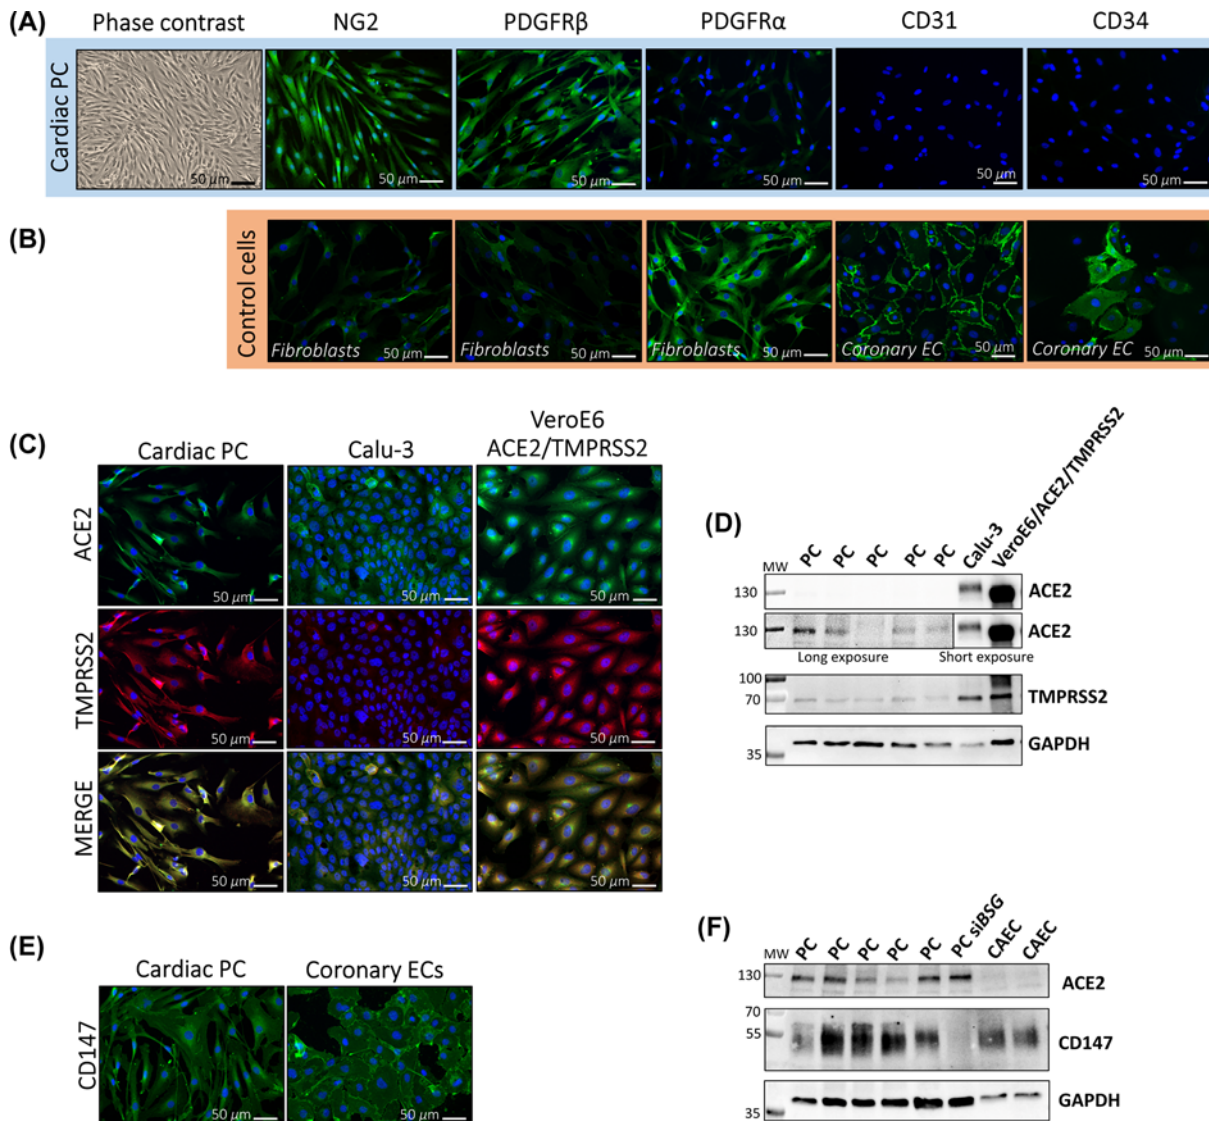 (A)
Phase contrast NG2 PDGFRβ PDGFRα CD31 CD34
Cardiac PC
50 µm 50 µm 50 µm 50 µm 50 µm 50 µm
(B)
Control cells
Fibroblasts 50 µm Fibroblasts 50 µm Fibroblasts 50 µm Coronary EC 50 µm Coronary EC 50 µm
(C)
Cardiac PC Calu-3 VeroE6
ACE2/TMPRSS2
ACE2
50 µm 50 µm 50 µm
TMPRSS2
50 µm 50 µm 50 µm
MERGE
50 µm 50 µm 50 µm
(D)
MW PC PC PC PC PC Calu-3 VeroE6/ACE2/TMPRSS2
130 ACE2
130 ACE2
Long exposure Short exposure
100
70 TMPRSS2
35 GAPDH
(E)
Cardiac PC Coronary ECs
CD147
50 µm 50 µm
(F)
MW PC PC PC PC PC PC siBSG CAEC CAEC
130 ACE2
70
55 CD147
35 GAPDH